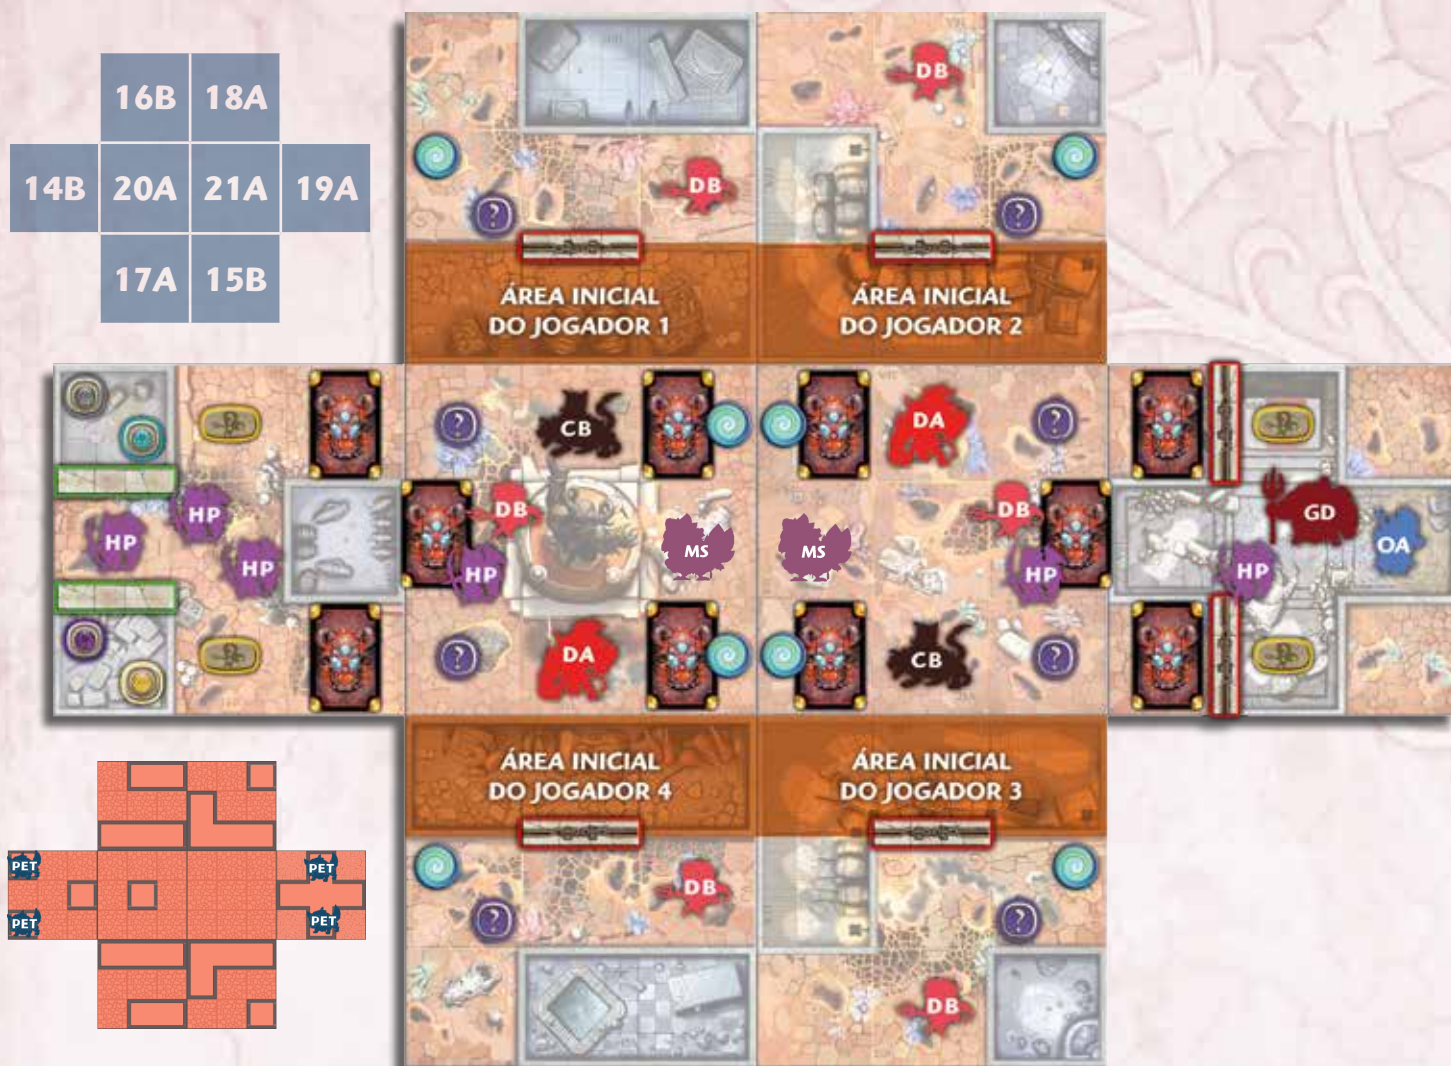 16B 18A
14B 20A 21A 19A
17A 15B
DB
DB
?
?
ÁREA INICIAL
DO JOGADOR 1
ÁREA INICIAL
DO JOGADOR 2
?
CB
DA
?
HP
HP
HP
DB
HP
MS
MS
DB
HP
GD
OA
HP
?
DA
CB
?
ÁREA INICIAL
DO JOGADOR 4
ÁREA INICIAL
DO JOGADOR 3
?
DB
?
DB
PET
PET
PET
PET